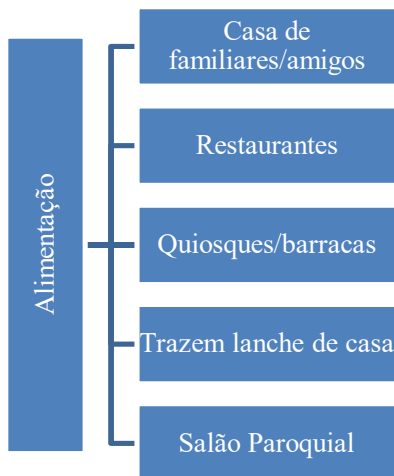 Alimentação
Casa de
familiares/amigos
Restaurantes
Quiosques/barracas
Trazem lanche de casa
Salão Paroquial